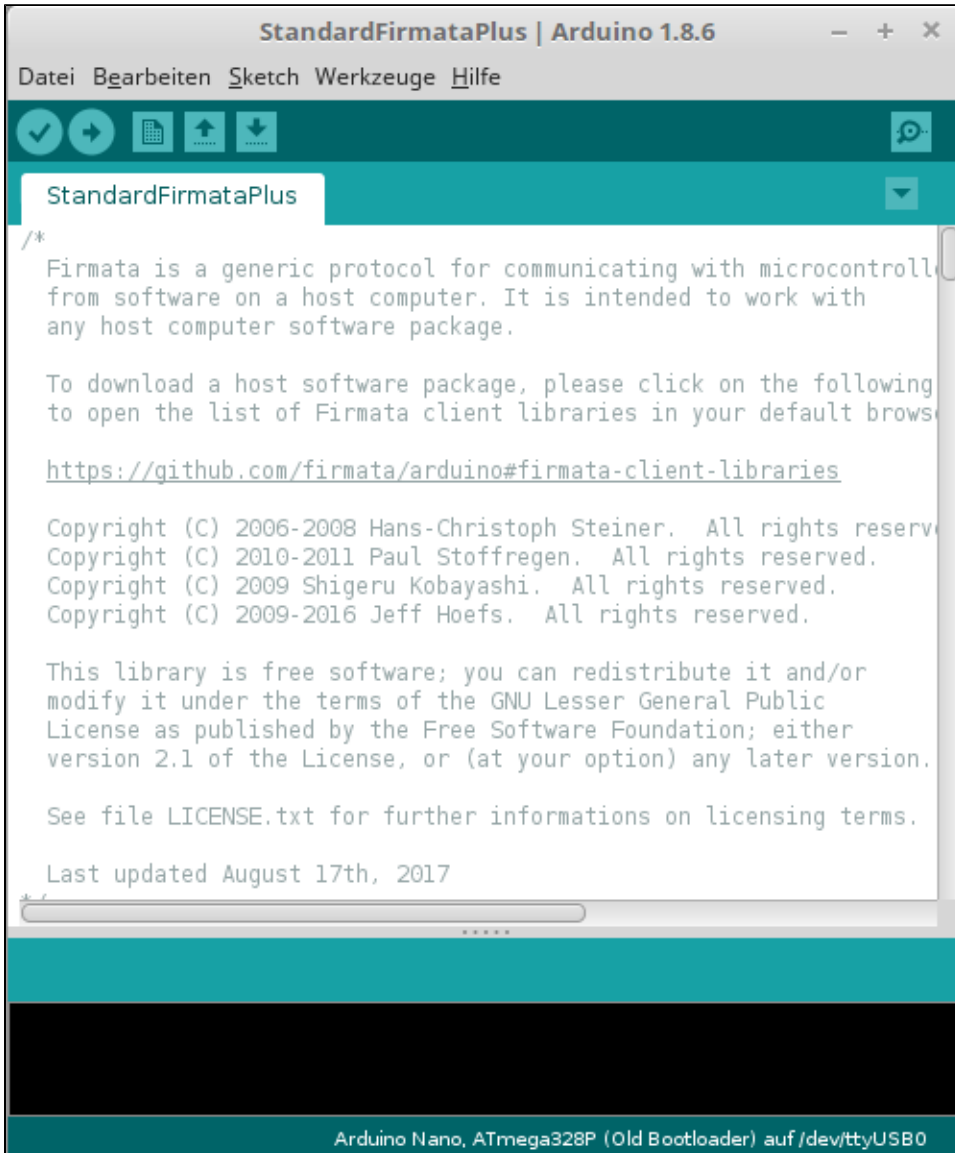 StandardFirmataPlus | Arduino 1.8.6
Datei Bearbeiten Sketch Werkzeuge Hilfe
StandardFirmataPlus
/*
Firmata is a generic protocol for communicating with microcontroll
from software on a host computer. It is intended to work with
any host computer software package.
To download a host software package, please click on the following
to open the list of Firmata client libraries in your default brows
https://github.com/firmata/arduino#firmata-client-libraries
Copyright (C) 2006-2008 Hans-Christoph Steiner.  All rights reserv
Copyright (C) 2010-2011 Paul Stoffregen.  All rights reserved.
Copyright (C) 2009 Shigeru Kobayashi.  All rights reserved.
Copyright (C) 2009-2016 Jeff Hoefs.  All rights reserved.
This library is free software; you can redistribute it and/or
modify it under the terms of the GNU Lesser General Public
License as published by the Free Software Foundation; either
version 2.1 of the License, or (at your option) any later version.
See file LICENSE.txt for further informations on licensing terms.
Last updated August 17th, 2017
*/
Arduino Nano, ATmega328P (Old Bootloader) auf /dev/ttyUSB0